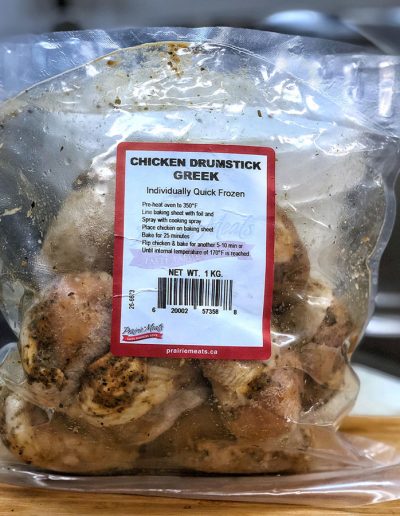 CHICKEN DRUMSTICK
GREEK
Individually Quick Frozen
Pre-heat oven to 350°F
Line baking sheet with foil and
Spray with cooking spray
Place chicken on baking sheet
Bake for 25 minutes
Flip chicken & bake for another 5-10 min or
Until internal temperature of 170°F is reached
NET WT. 1 KG.
6 20002 57358 8
Prairie Meats
prairiemeats.ca